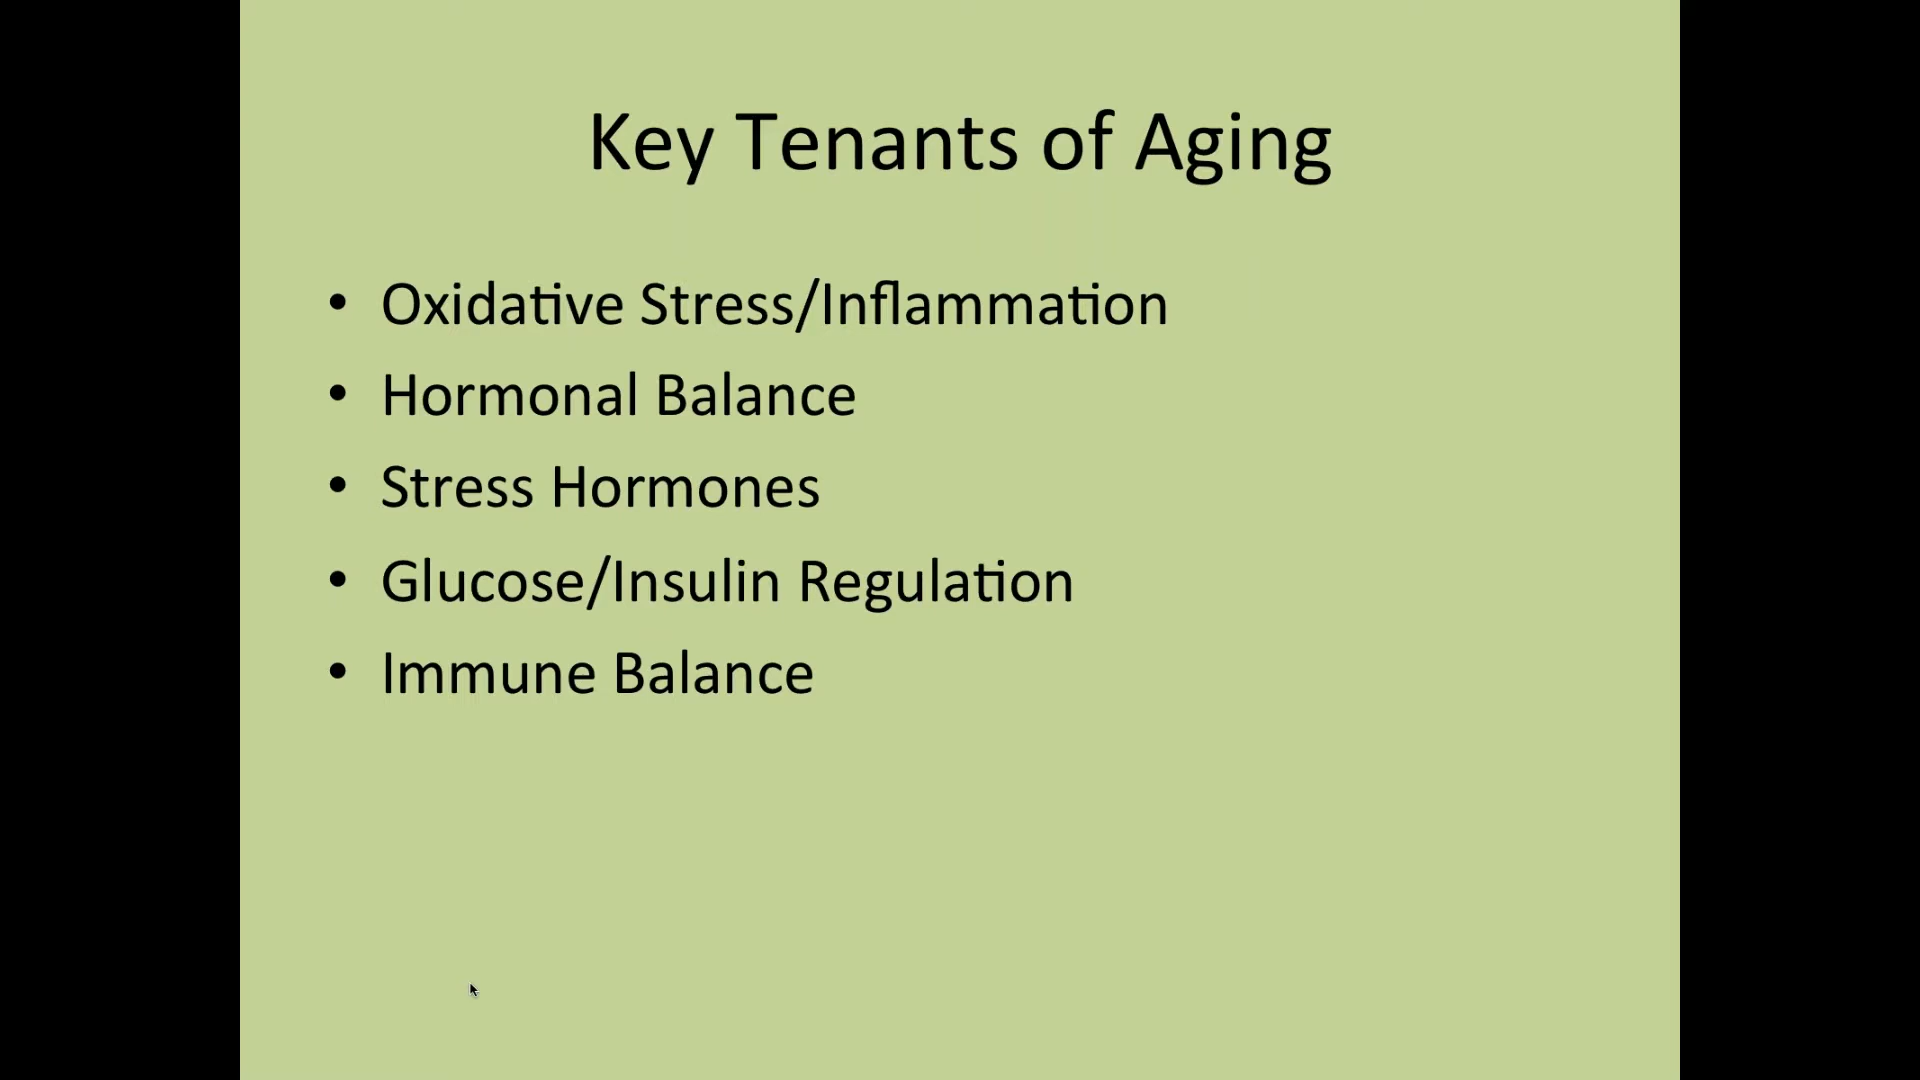 Key Tenants of Aging
• Oxidative Stress/Inflammation
• Hormonal Balance
• Stress Hormones
• Glucose/Insulin Regulation
• Immune Balance